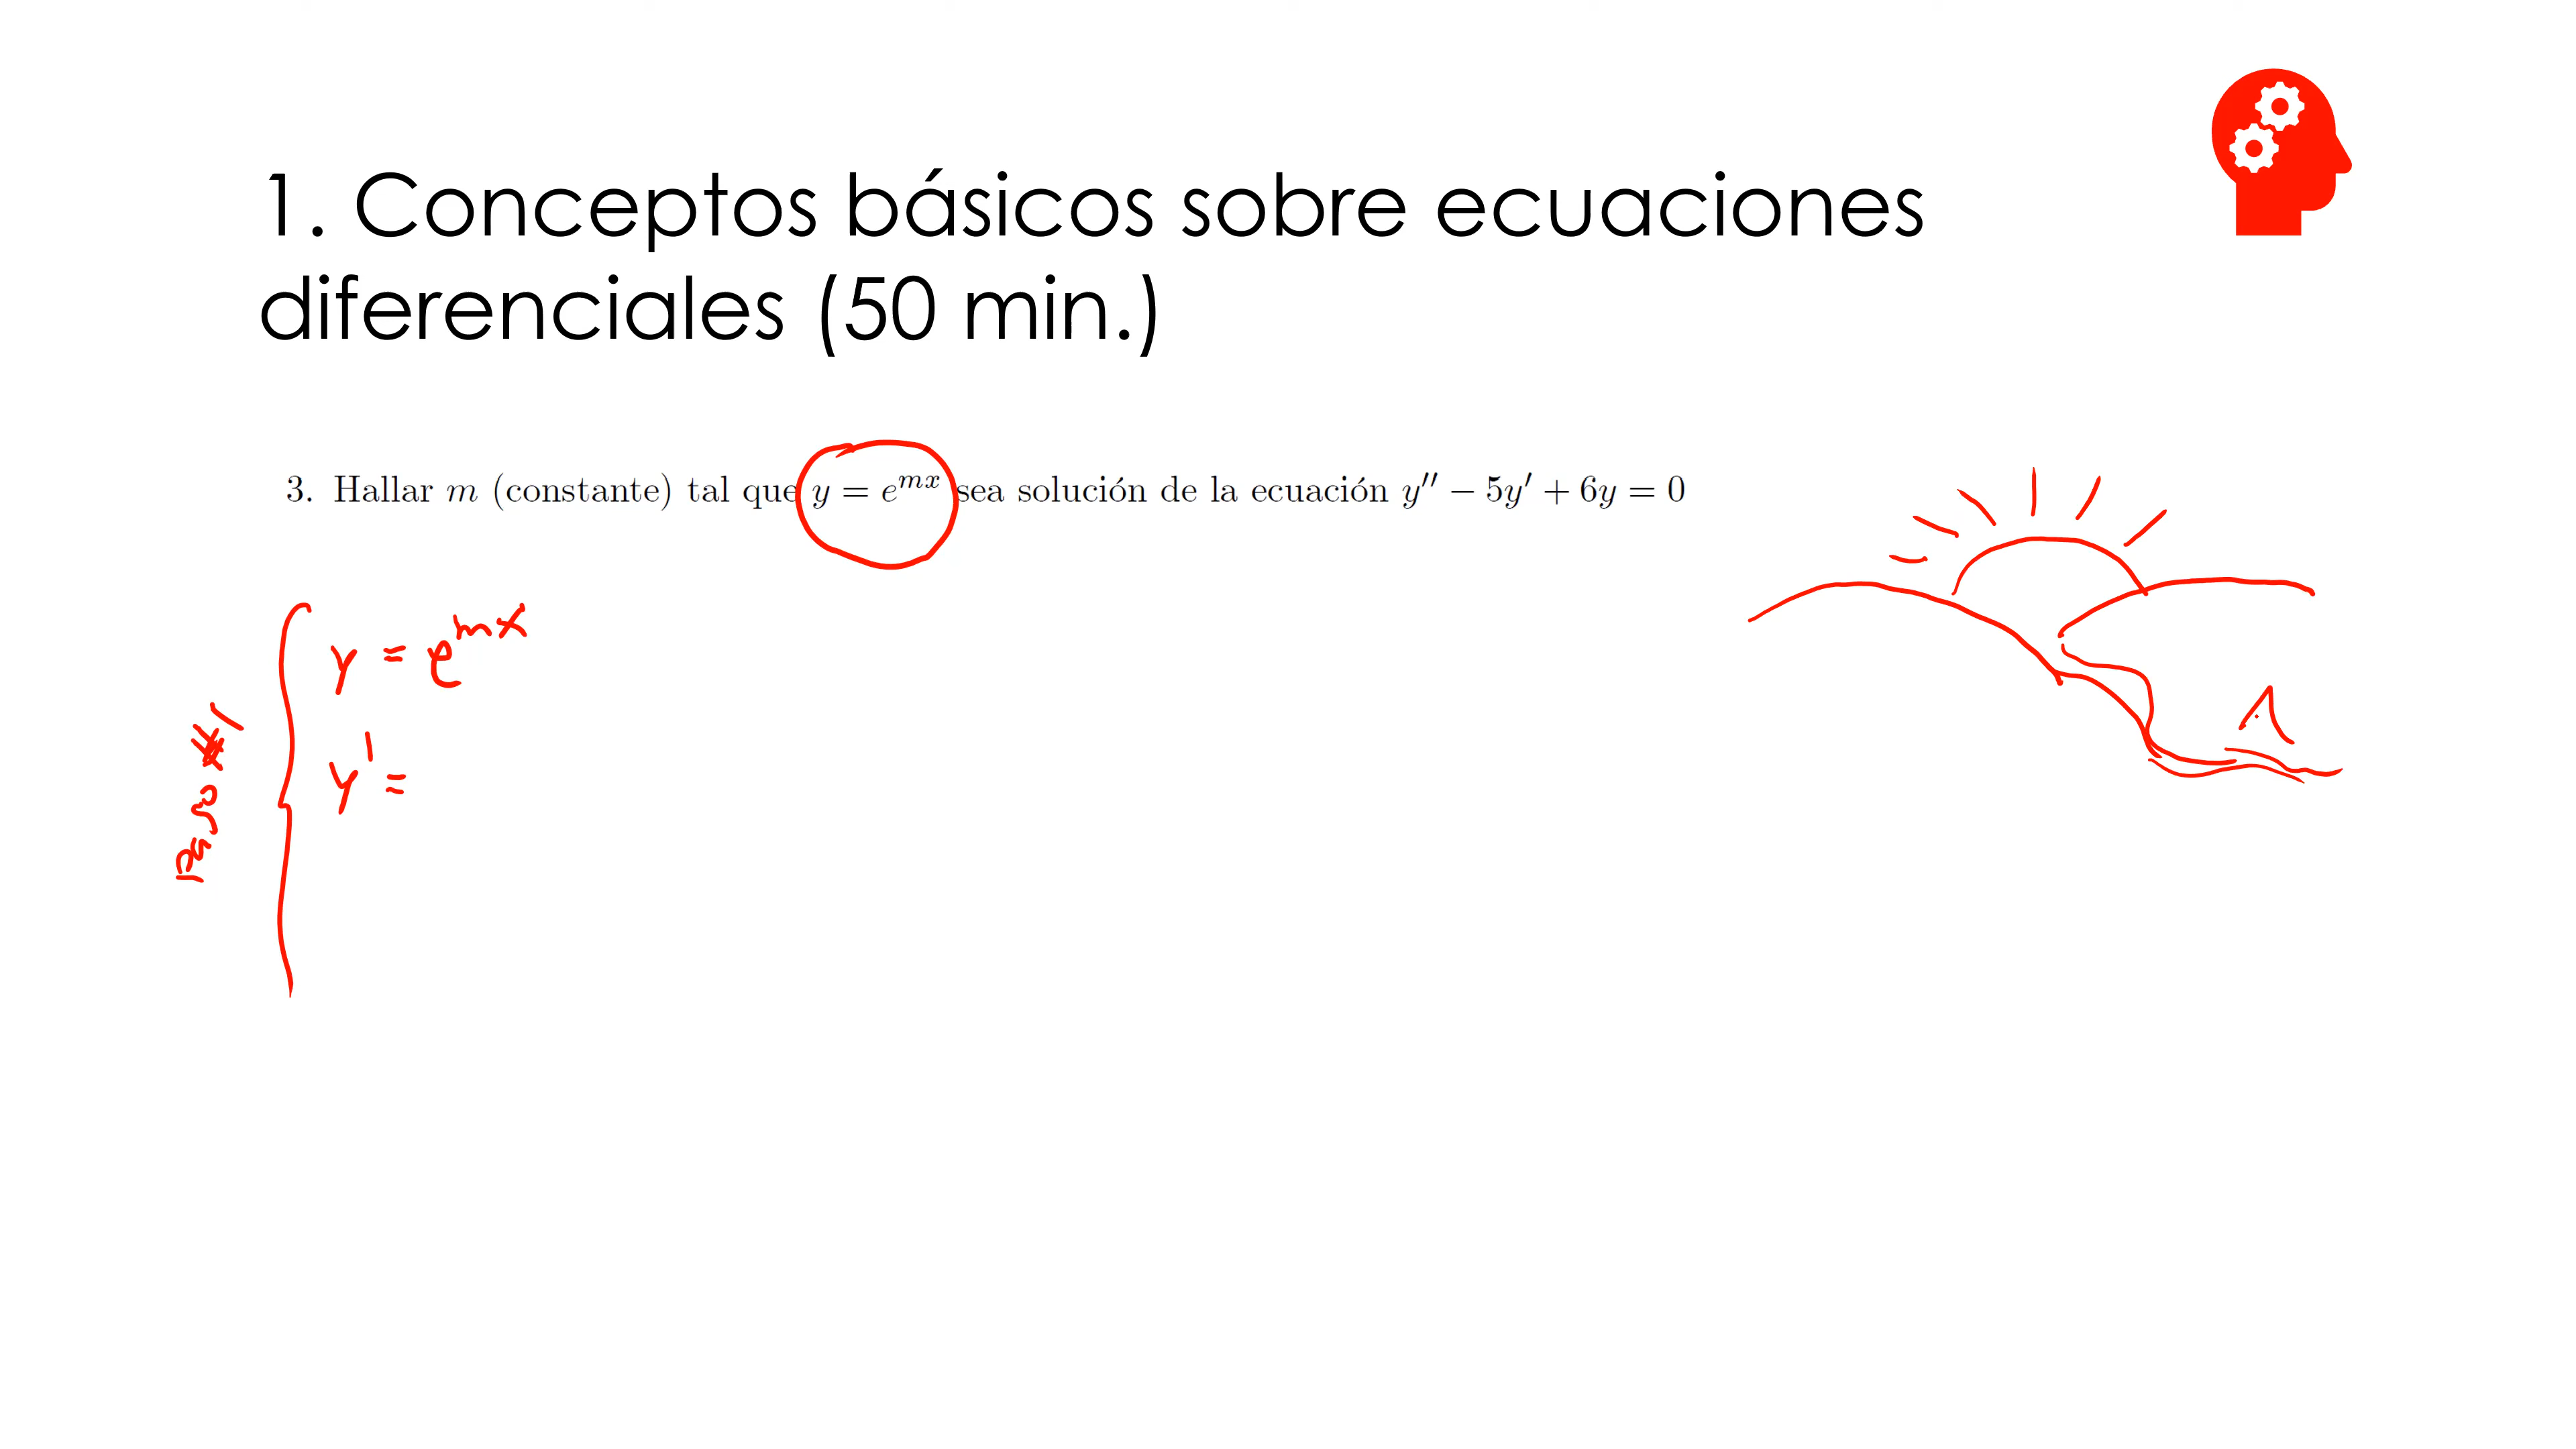 1. Conceptos básicos sobre ecuaciones
diferenciales (50 min.)
3. Hallar m (constante) tal que y = e^{mx} sea solución de la ecuación y'' − 5y' + 6y = 0
y = e^{mx}
y' =
Paso #1